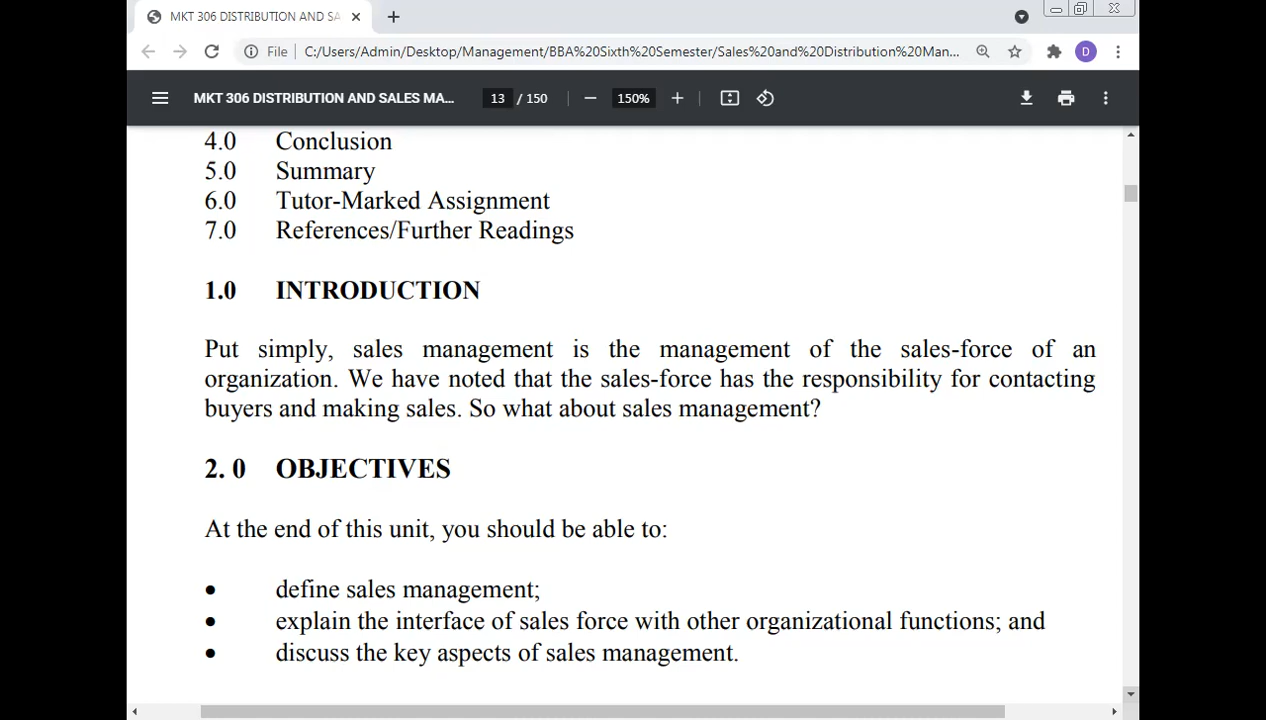 MKT 306 DISTRIBUTION AND SA
File C:/Users/Admin/Desktop/Management/BBA%20Sixth%20Semester/Sales%20and%20Distribution%20Man... D
MKT 306 DISTRIBUTION AND SALES MA... 13 / 150 150%
4.0 Conclusion
5.0 Summary
6.0 Tutor-Marked Assignment
7.0 References/Further Readings
1.0 INTRODUCTION
Put simply, sales management is the management of the sales-force of an
organization. We have noted that the sales-force has the responsibility for contacting
buyers and making sales. So what about sales management?
2. 0 OBJECTIVES
At the end of this unit, you should be able to:
• define sales management;
• explain the interface of sales force with other organizational functions; and
• discuss the key aspects of sales management.